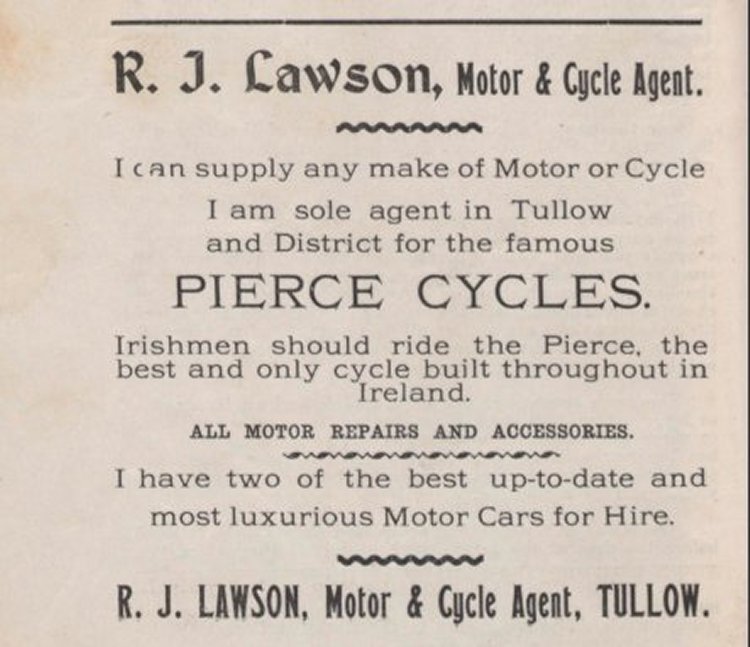 R. J. Lawson, Motor & Cycle Agent.
I can supply any make of Motor or Cycle
I am sole agent in Tullow
and District for the famous
PIERCE CYCLES.
Irishmen should ride the Pierce, the
best and only cycle built throughout in
Ireland.
ALL MOTOR REPAIRS AND ACCESSORIES.
I have two of the best up-to-date and
most luxurious Motor Cars for Hire.
R. J. LAWSON, Motor & Cycle Agent, TULLOW.